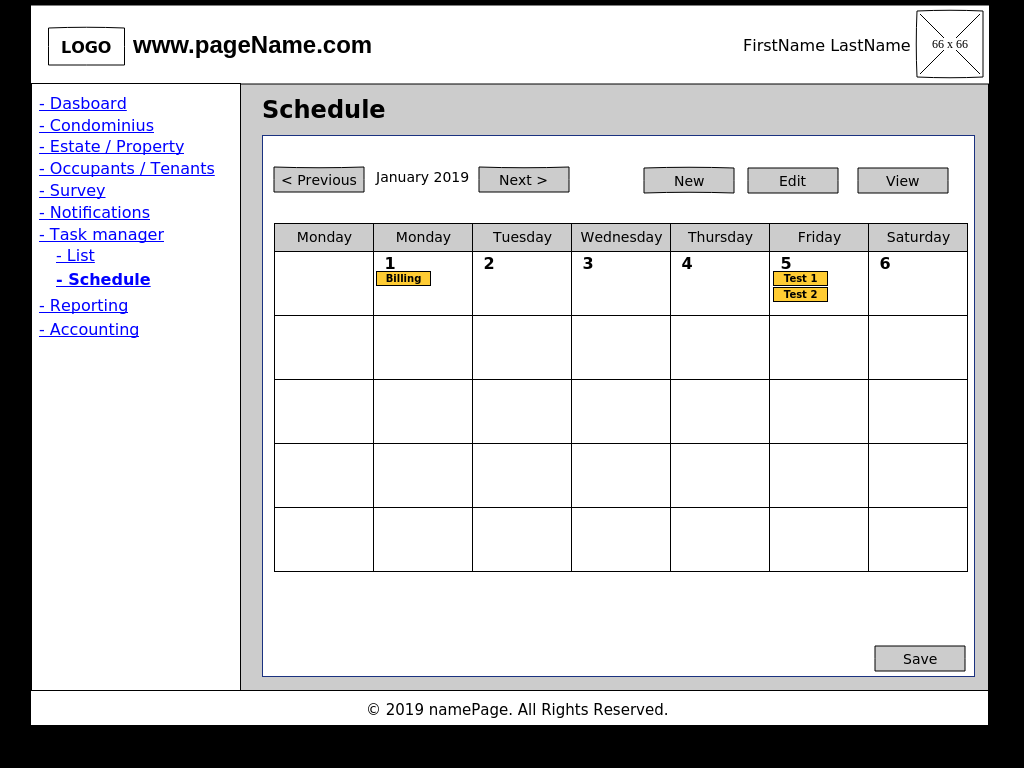 LOGO www.pageName.com FirstName LastName 66 x 66
- Dasboard
- Condominius
- Estate / Property
- Occupants / Tenants
- Survey
- Notifications
- Task manager
- List
- Schedule
- Reporting
- Accounting
Schedule
< Previous January 2019 Next > New Edit View
Monday Monday Tuesday Wednesday Thursday Friday Saturday
1 2 3 4 5 6
Billing Test 1
Test 2
Save
© 2019 namePage. All Rights Reserved.